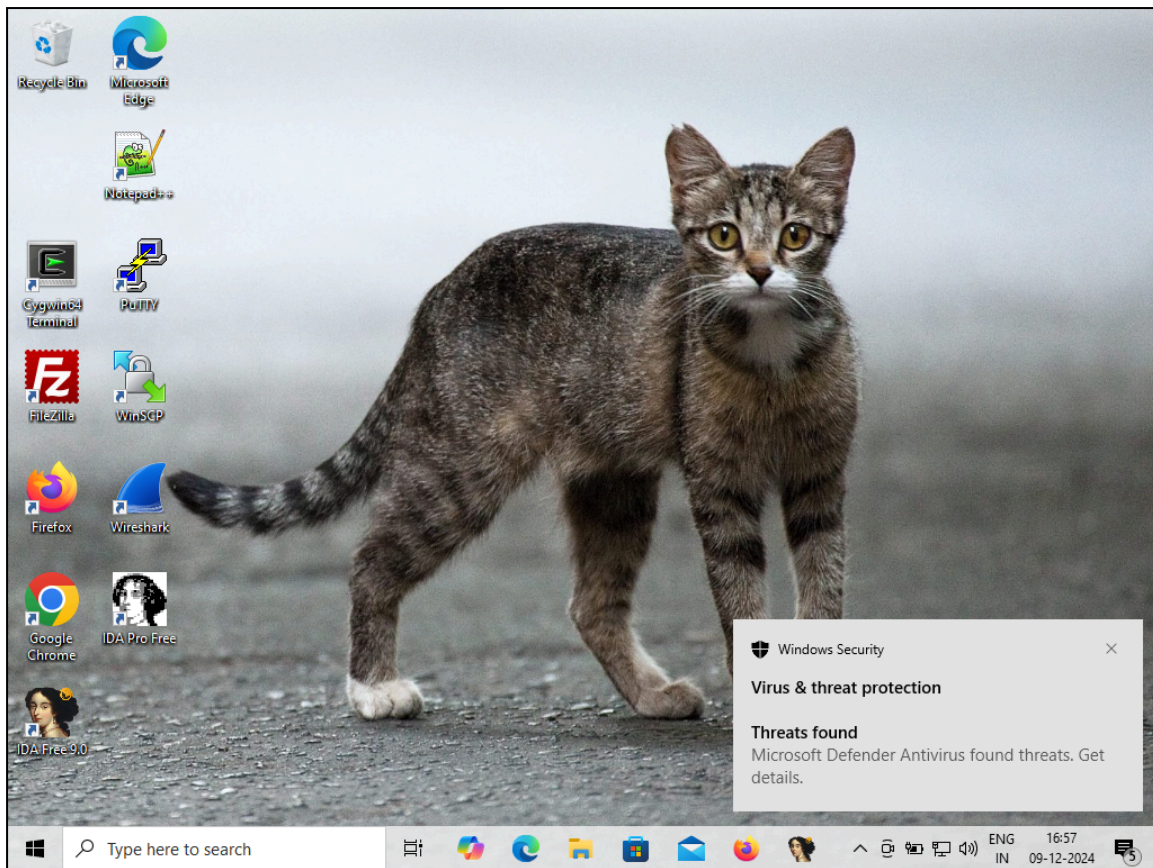 Recycle Bin
Microsoft
Edge
Notepad++
Cygwin64
Terminal
PuTTY
FileZilla
WinSCP
Firefox
Wireshark
Google
Chrome
IDA Pro Free
IDA Free 9.0
Windows Security
Virus & threat protection
Threats found
Microsoft Defender Antivirus found threats. Get
details.
Type here to search
ENG
IN
16:57
09-12-2024
5